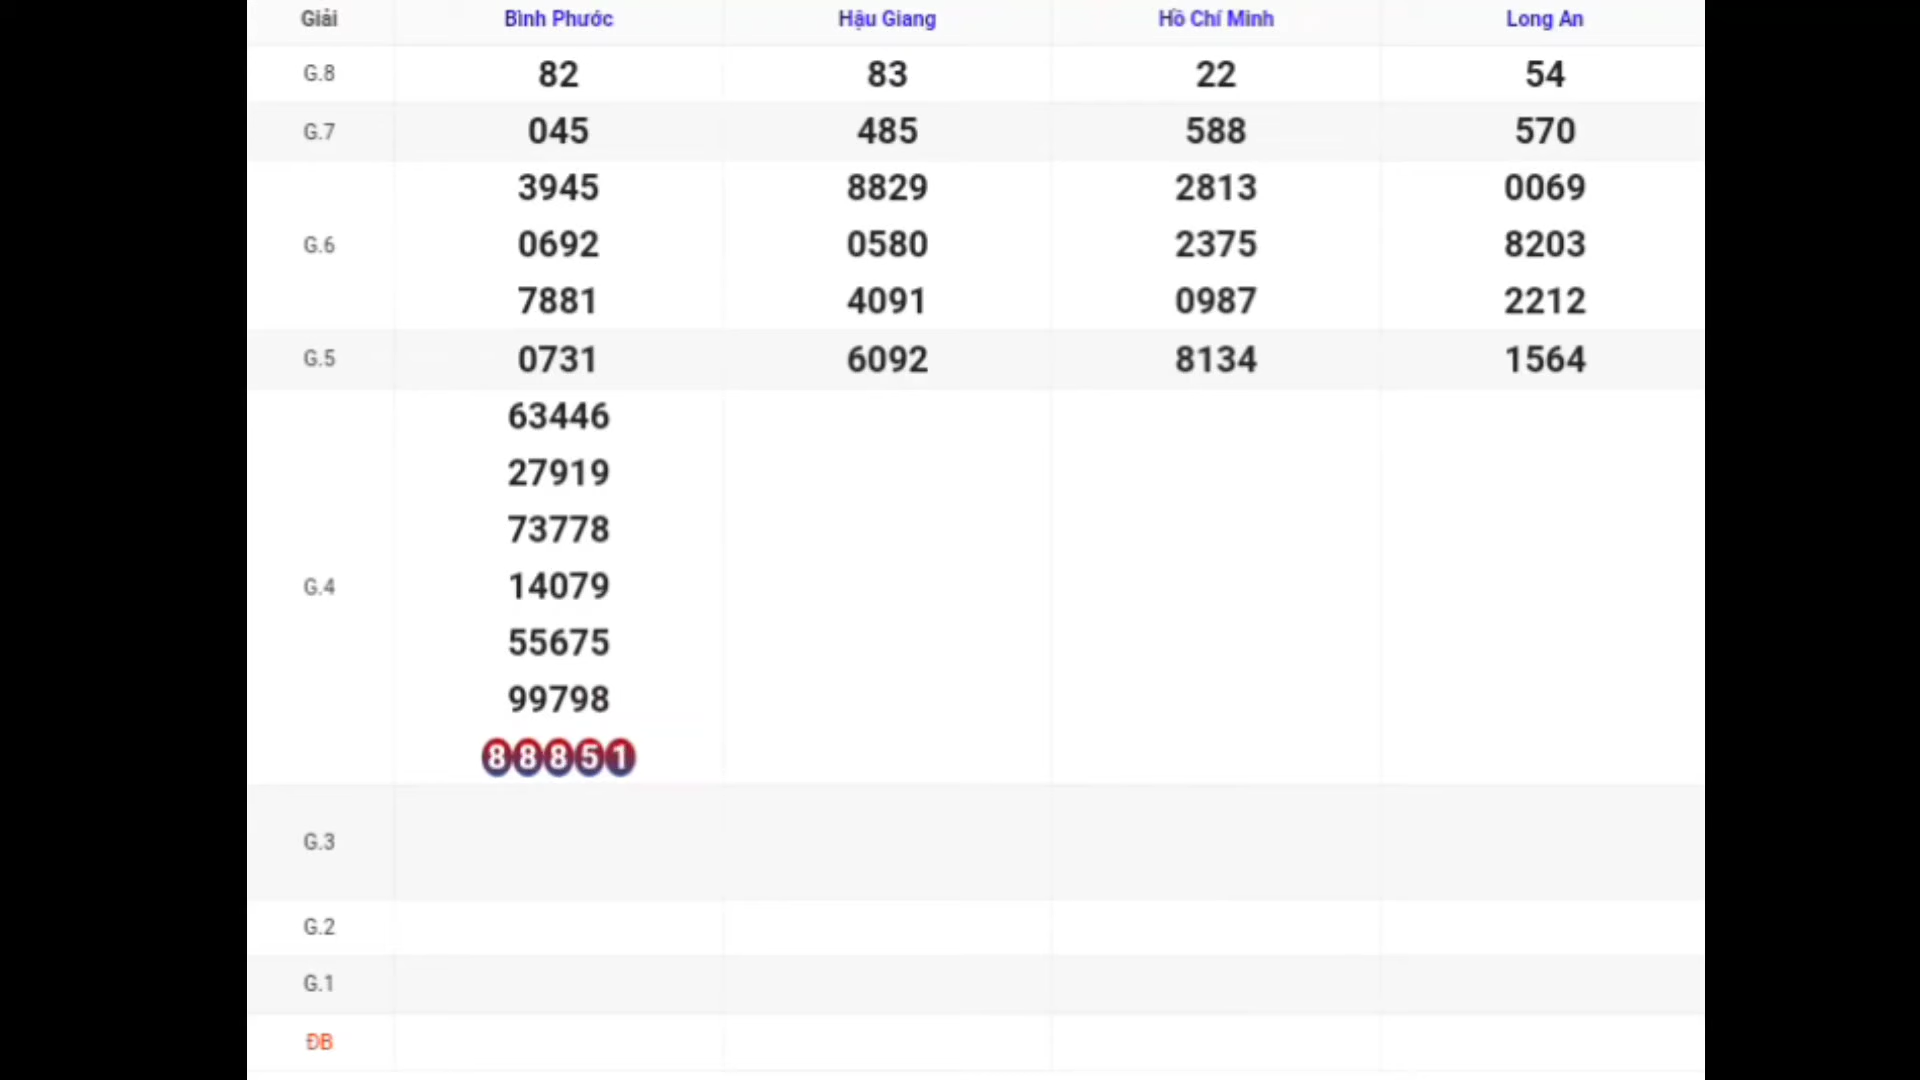 Giải Bình Phước Hậu Giang Hồ Chí Minh Long An
G.8 82 83 22 54
G.7 045 485 588 570
3945 8829 2813 0069
G.6 0692 0580 2375 8203
7881 4091 0987 2212
G.5 0731 6092 8134 1564
63446
27919
73778
G.4 14079
55675
99798
88851
G.3
G.2
G.1
ĐB